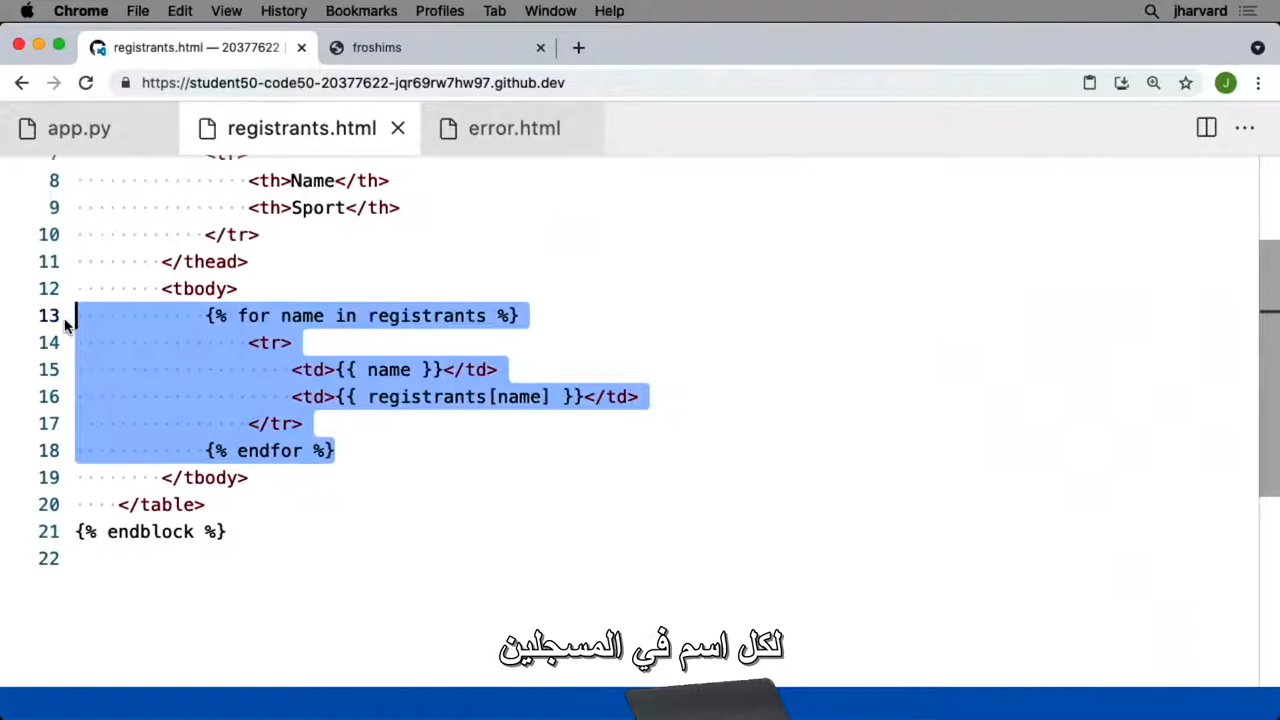 Chrome File Edit View History Bookmarks Profiles Tab Window Help jharvard
registrants.html — 20377622 froshims
https://student50-code50-20377622-jqr69rw7hw97.github.dev J
app.py registrants.html error.html
7 <tr>
8 <th>Name</th>
9 <th>Sport</th>
10 </tr>
11 </thead>
12 <tbody>
13 {% for name in registrants %}
14 <tr>
15 <td>{{ name }}</td>
16 <td>{{ registrants[name] }}</td>
17 </tr>
18 {% endfor %}
19 </tbody>
20 </table>
21 {% endblock %}
22
لكل اسم في المسجلين